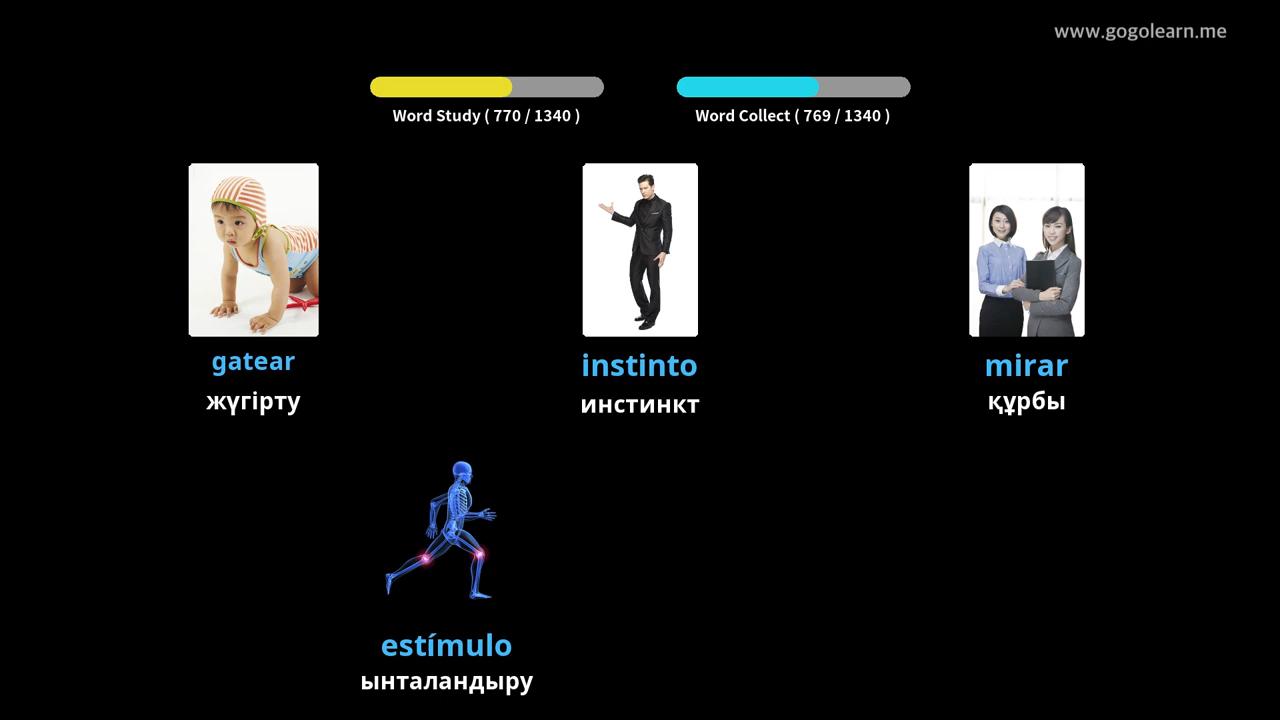 www.gogolearn.me
Word Study ( 770 / 1340 )
Word Collect ( 769 / 1340 )
gatear
жүгірту
instinto
инстинкт
mirar
құрбы
estímulo
ынталандыру